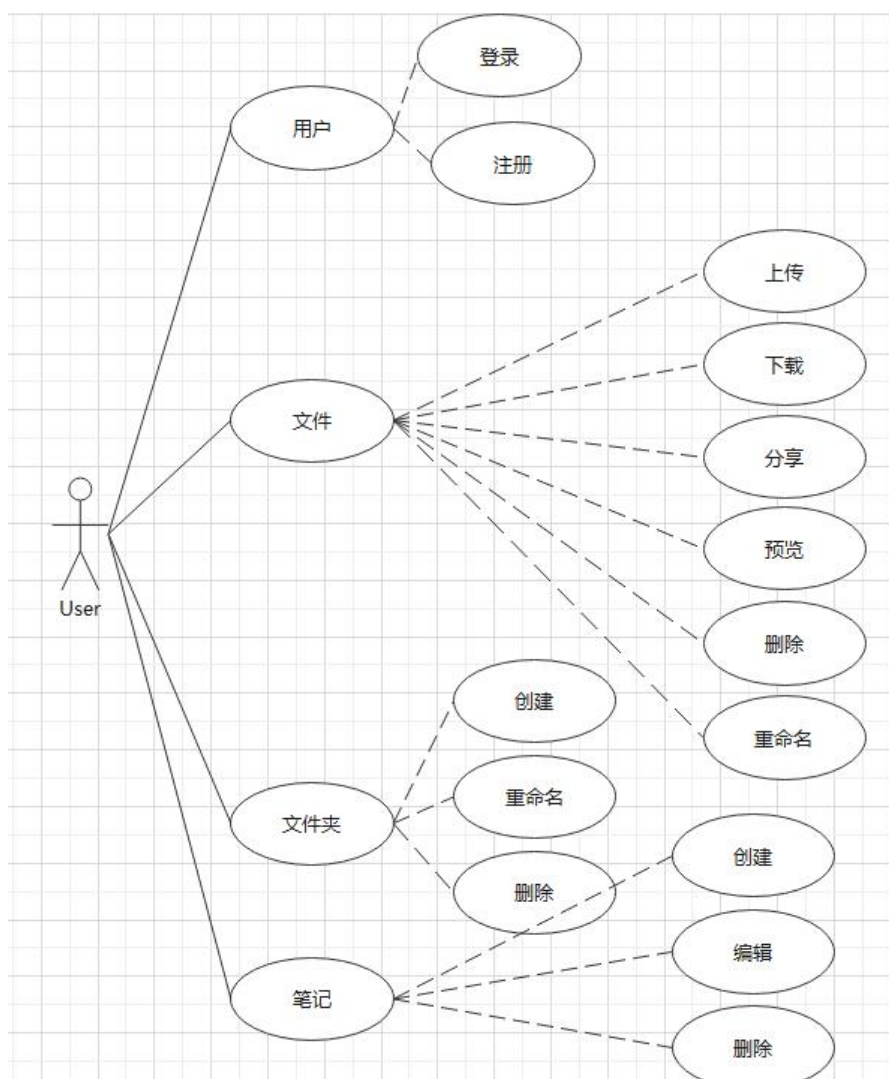 登录
用户
注册
上传
下载
文件
分享
预览
User
删除
重命名
创建
重命名
文件夹
删除
创建
编辑
笔记
删除